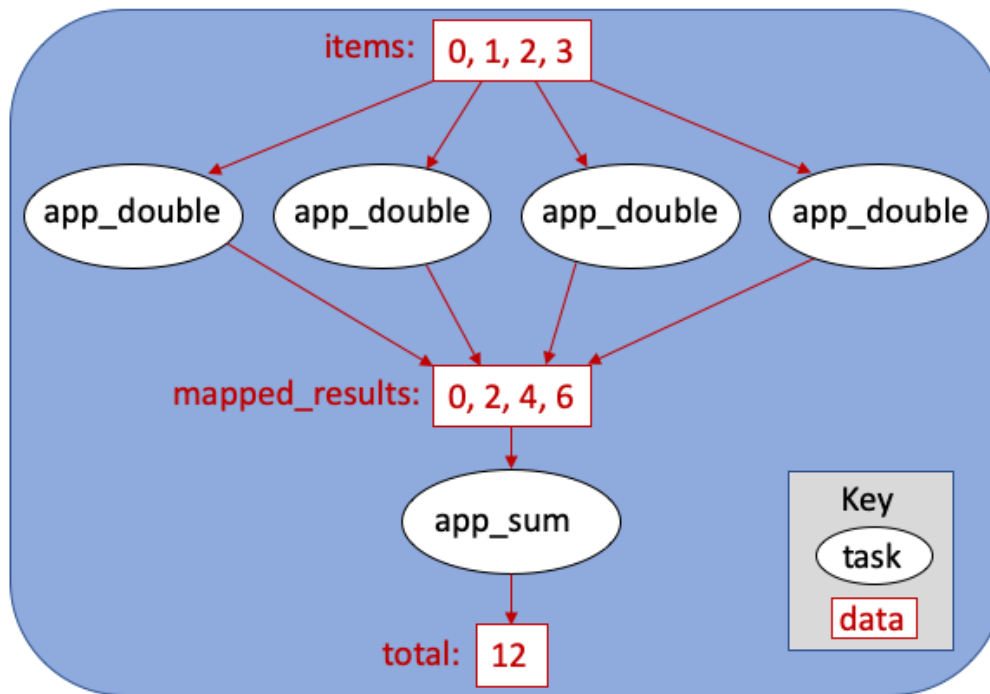 items: 0, 1, 2, 3
app_double app_double app_double app_double
mapped_results: 0, 2, 4, 6
app_sum
total: 12
Key
task
data